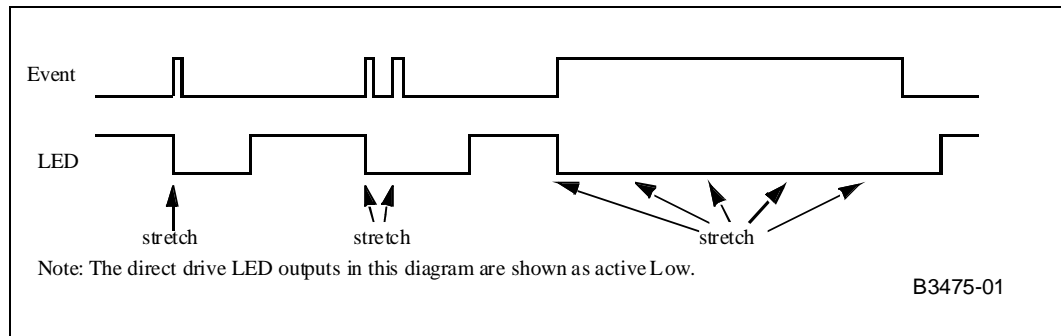 Event
LED
stretch stretch stretch
Note: The direct drive LED outputs in this diagram are shown as active Low.
B3475-01